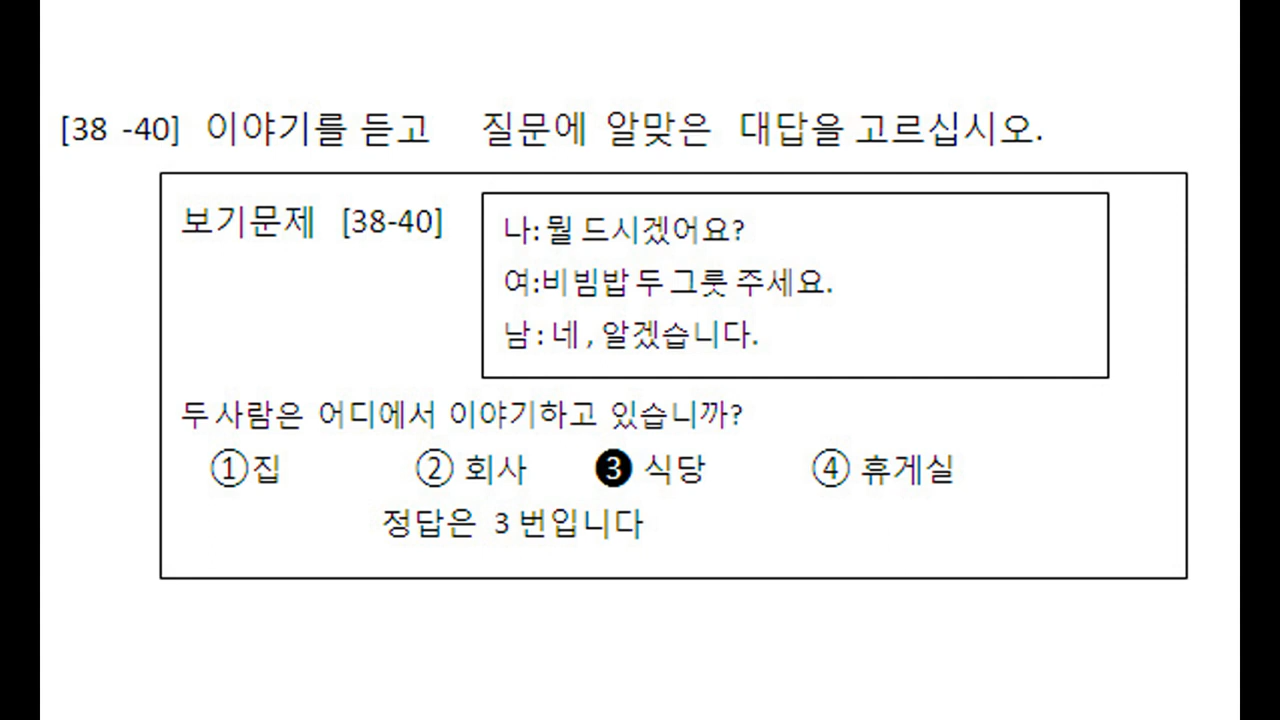 [38 -40] 이야기를 듣고 질문에 알맞은 대답을 고르십시오.
보기문제 [38-40]
나:뭘 드시겠어요?
여:비빔밥 두 그릇 주세요.
남 : 네 , 알겠습니다.
두 사람은 어디에서 이야기하고 있습니까?
① 집 ② 회사 ❸ 식당 ④ 휴게실
정답은 3 번입니다